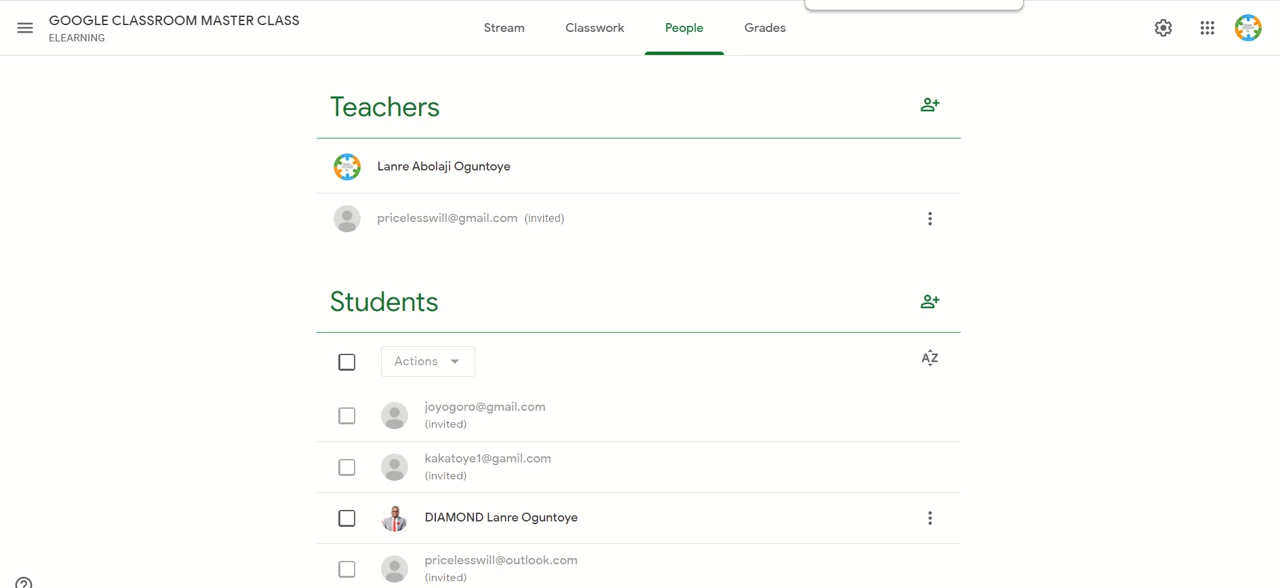 GOOGLE CLASSROOM MASTER CLASS
ELEARNING
Stream
Classwork
People
Grades
Teachers
Lanre Abolaji Oguntoye
pricelesswill@gmail.com (invited)
Students
Actions
AZ
joyogoro@gmail.com
(invited)
kakatoye1@gamil.com
(invited)
DIAMOND Lanre Oguntoye
pricelesswill@outlook.com
(invited)